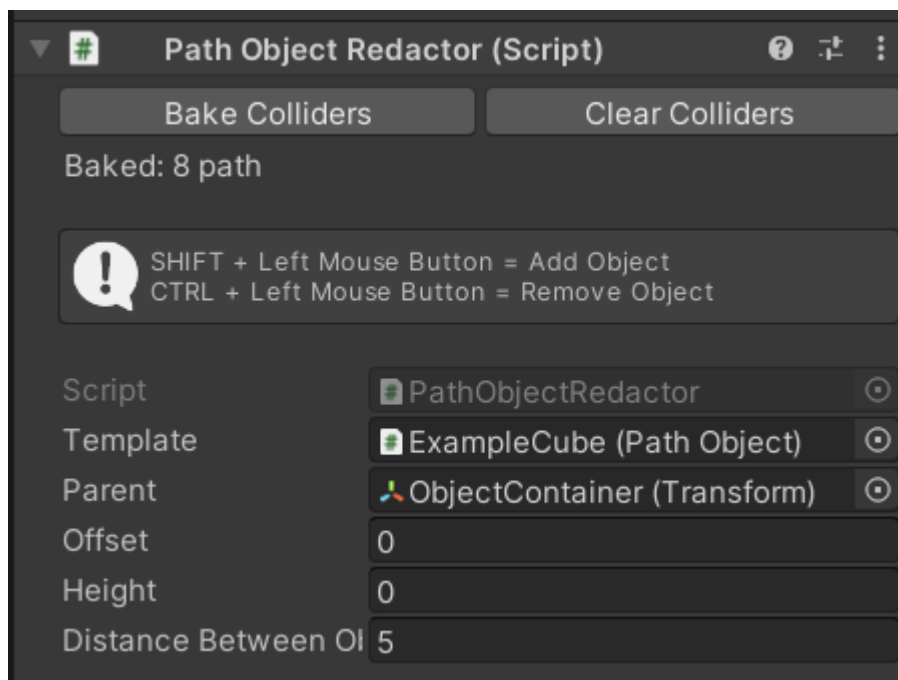 Path Object Redactor (Script)
Bake Colliders Clear Colliders
Baked: 8 path
SHIFT + Left Mouse Button = Add Object
CTRL + Left Mouse Button = Remove Object
Script # PathObjectRedactor
Template # ExampleCube (Path Object)
Parent ObjectContainer (Transform)
Offset 0
Height 0
Distance Between Ol 5